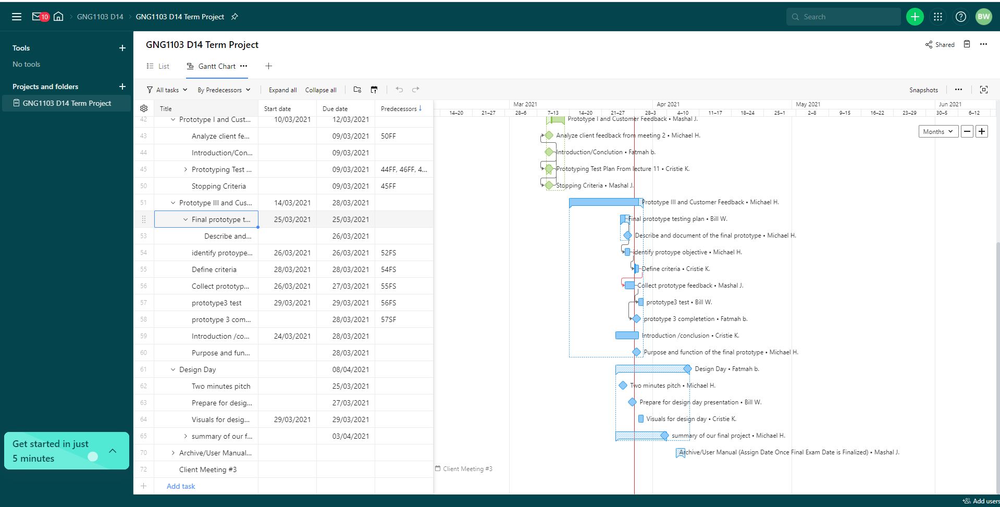 10 GNG1103 D14 GNG1103 D14 Term Project Search BW
Tools
No tools
Projects and folders
GNG1103 D14 Term Project
Get started in just
5 minutes
GNG1103 D14 Term Project Shared
List Gantt Chart
All tasks By Predecessors Expand all Collapse all Snapshots
Title Start date Due date Predecessors
Mar 2021 Apr 2021 May 2021 Jun 2021
14–20 21–27 28–6 7–13 14–20 21–27 28–3 4–10 11–17 18–24 25–1 2–8 9–15 16–22 23–29 30–5 6–12
Months
42 Prototype I and Cust... 10/03/2021 12/03/2021 Prototype I and Customer Feedback • Mashal J.
43 Analyze client fe... 09/03/2021 50FF Analyze client feedback from meeting 2 • Michael H.
44 Introduction/Con... 09/03/2021 Introduction/Conclution • Fatmah b.
45 Prototyping Test ... 09/03/2021 44FF, 46FF, 4... Prototyping Test Plan From lecture 11 • Cristie K.
50 Stopping Criteria 09/03/2021 45FF Stopping Criteria • Mashal J.
51 Prototype III and Cus... 14/03/2021 28/03/2021 Prototype III and Customer Feedback • Michael H.
Final prototype t... 25/03/2021 25/03/2021 Final prototype testing plan • Bill W.
53 Describe and... 26/03/2021 Describe and document of the final prototype • Michael H.
54 identify protoype... 26/03/2021 26/03/2021 52FS identify protoype objective • Michael H.
55 Define criteria 28/03/2021 28/03/2021 54FS Define criteria • Cristie K.
56 Collect prototyp... 26/03/2021 27/03/2021 55FS Collect prototype feedback • Mashal J.
57 prototype3 test 29/03/2021 29/03/2021 56FS prototype3 test • Bill W.
58 prototype 3 com... 28/03/2021 57SF prototype 3 completetion • Fatmah b.
59 Introduction /co... 24/03/2021 28/03/2021 Introduction /conclusion • Cristie K.
60 Purpose and fun... 28/03/2021 Purpose and function of the final prototype • Michael H.
61 Design Day 08/04/2021 Design Day • Fatmah b.
62 Two minutes pitch 25/03/2021 Two minutes pitch • Michael H.
63 Prepare for desig... 27/03/2021 Prepare for design day presentation • Bill W.
64 Visuals for desig... 29/03/2021 29/03/2021 Visuals for design day • Cristie K.
65 summary of our f... 03/04/2021 summary of our final project • Michael H.
70 Archive/User Manual... Archive/User Manual (Assign Date Once Final Exam Date is Finalized) • Mashal J.
72 Client Meeting #3 Client Meeting #3
Add task
Add users